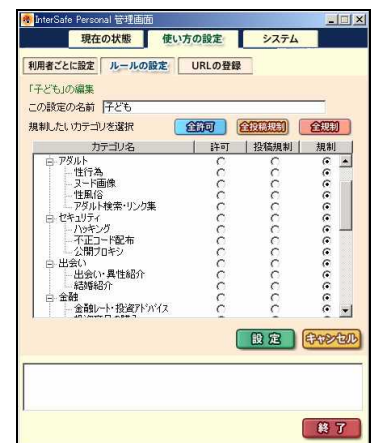 InterSafe Personal 管理画面
現在の状態 使い方の設定 システム
利用者ごとに設定 ルールの設定 URLの登録
「子ども」の編集
この設定の名前 子ども
規制したいカテゴリを選択 全許可 全投稿規制 全規制
カテゴリ名 許可 投稿規制 規制
アダルト
性行為
ヌード画像
性風俗
アダルト検索・リンク集
セキュリティ
ハッキング
不正コード配布
公開プロキシ
出会い
出会い・異性紹介
結婚紹介
金融
金融レート・投資アドバイス
設定 キャンセル
終了